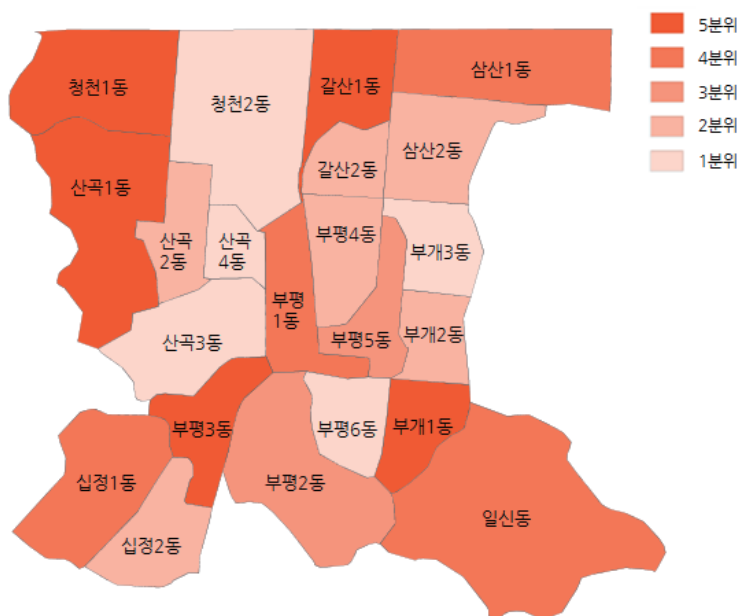 5분위
4분위
3분위
2분위
1분위
청천1동
청천2동
갈산1동
삼산1동
갈산2동
삼산2동
산곡1동
산곡
2동
산곡
4동
부평4동
부개3동
부평
1동
산곡3동
부평5동
부개2동
부평3동
부평6동
부개1동
십정1동
부평2동
십정2동
일신동